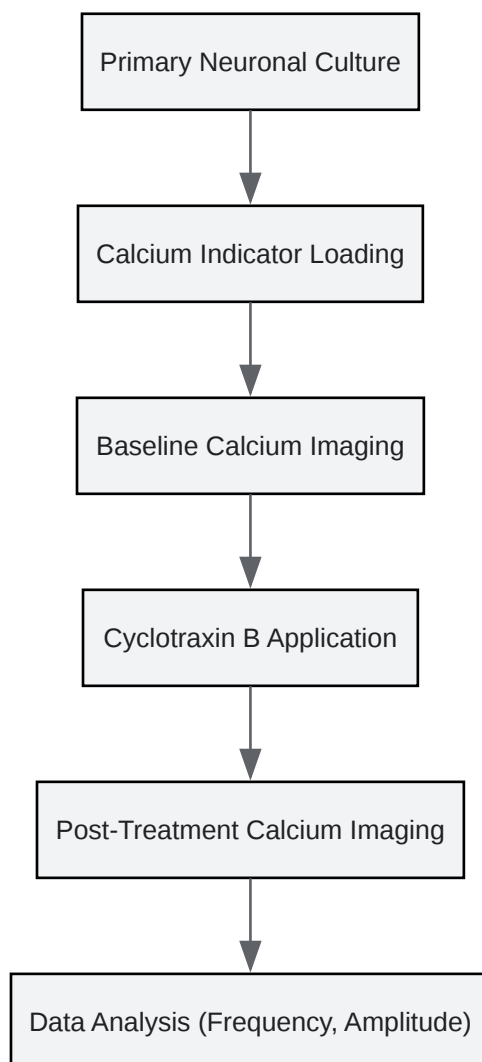 Primary Neuronal Culture
Calcium Indicator Loading
Baseline Calcium Imaging
Cyclotraxin B Application
Post-Treatment Calcium Imaging
Data Analysis (Frequency, Amplitude)